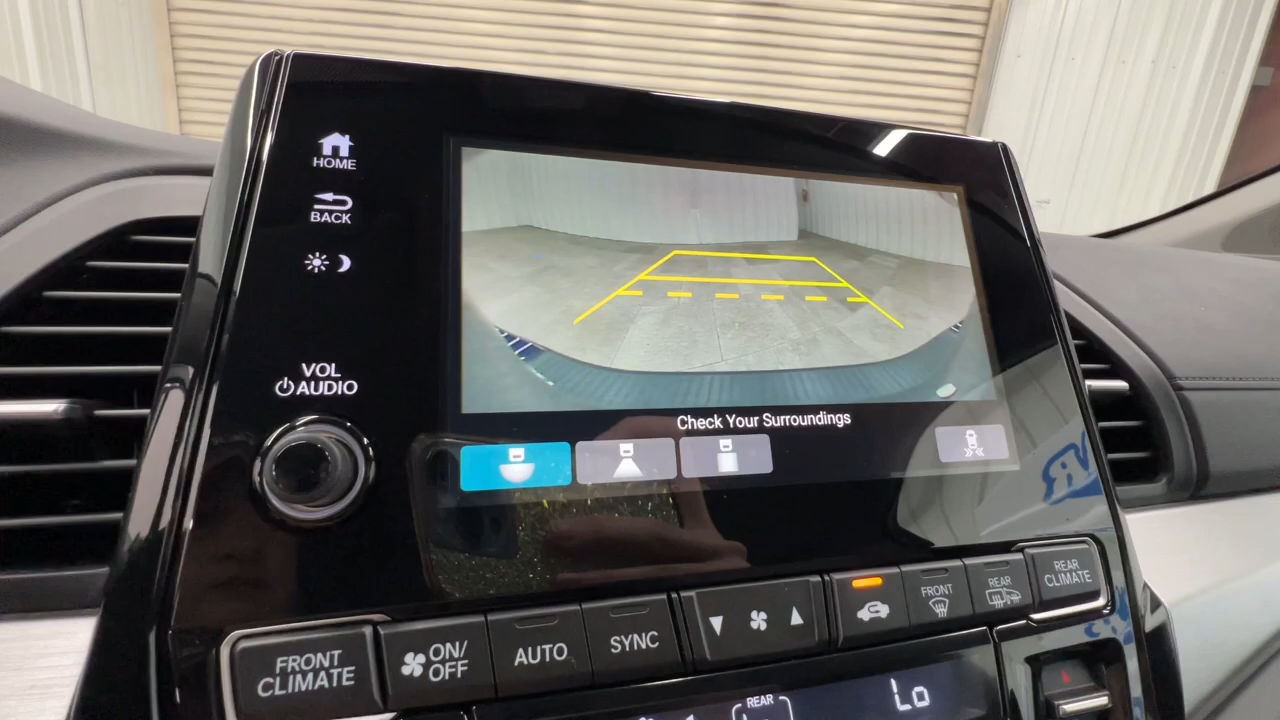 HOME
BACK
VOL
AUDIO
Check Your Surroundings
FRONT
CLIMATE
ON/
OFF
AUTO
SYNC
FRONT
REAR
REAR
CLIMATE
REAR
Lo